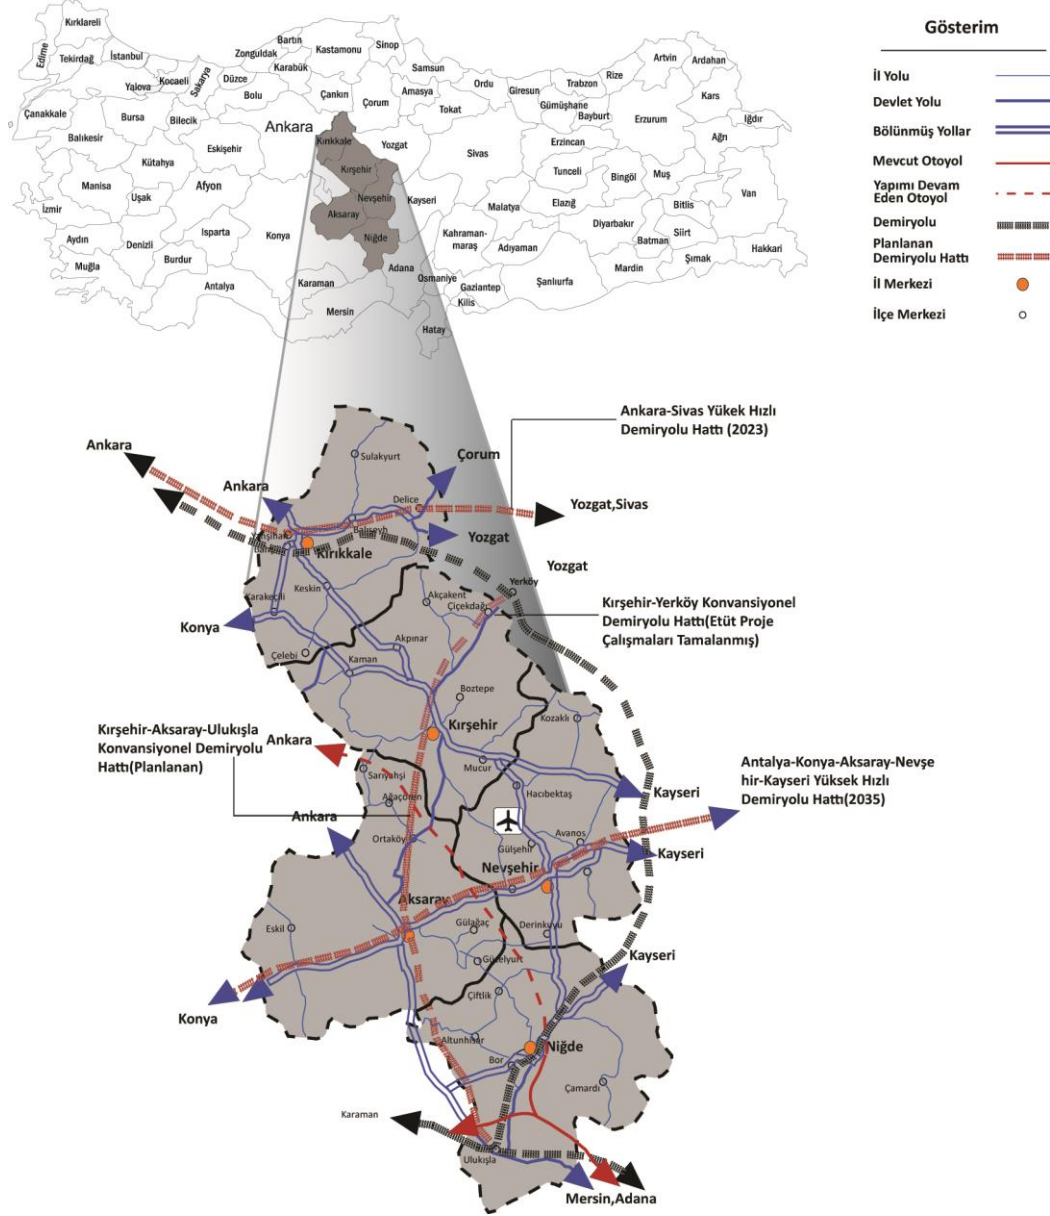 Kırklareli
Edirne
Tekirdağ
İstanbul
Yalova
Kocaeli
Sakarya
Düzce
Zonguldak
Bartın
Karabük
Kastamonu
Sinop
Bolu
Çankırı
Çorum
Samsun
Amasya
Tokat
Ordu
Giresun
Trabzon
Rize
Artvin
Ardahan
Gümüşhane
Bayburt
Kars
Iğdır
Erzurum
Ağrı
Erzincan
Çanakkale
Bursa
Bilecik
Balıkesir
Eskişehir
Kütahya
Ankara
Kırıkkale
Yozgat
Kırşehir
Sivas
Tunceli
Bingöl
Muş
Van
Manisa
Uşak
Afyon
Nevşehir
Kayseri
Aksaray
Niğde
Malatya
Elazığ
Bitlis
Siirt
Batman
Diyarbakır
Hakkari
Şırnak
Mardin
İzmir
Aydın
Denizli
Isparta
Burdur
Muğla
Antalya
Konya
Karaman
Mersin
Adana
Kahraman-
maraş
Adıyaman
Osmaniye
Gaziantep
Kilis
Şanlıurfa
Hatay
Gösterim
İl Yolu
Devlet Yolu
Bölünmüş Yollar
Mevcut Otoyol
Yapımı Devam
Eden Otoyol
Demiryolu
Planlanan
Demiryolu Hattı
İl Merkezi
İlçe Merkezi
Ankara-Sivas Yükek Hızlı
Demiryolu Hattı (2023)
Ankara
Sulakyurt
Çorum
Ankara
Delice
Yozgat,Sivas
Balışeyh
Yahşihan
Yozgat
Kırıkkale
Yozgat
Yerköy
Karakeçili
Keskin
Akçakent
Çiçekdağı
Kırşehir-Yerköy Konvansiyonel
Demiryolu Hattı(Etüt Proje
Çalışmaları Tamalanmış)
Konya
Çelebi
Akpınar
Kaman
Boztepe
Kozaklı
Kırşehir
Kırşehir-Aksaray-Ulukışla
Konvansiyonel Demiryolu
Hattı(Planlanan)
Ankara
Sarıyahşi
Mucur
Hacıbektaş
Kayseri
Antalya-Konya-Aksaray-Nevşe
hir-Kayseri Yüksek Hızlı
Demiryolu Hattı(2035)
Ağaçören
Ankara
Ortaköy
Gülşehir
Avanos
Kayseri
Nevşehir
Aksaray
Eskil
Gülağaç
Derinkuyu
Güzelyurt
Kayseri
Çiftlik
Konya
Altunhisar
Niğde
Bor
Çamardı
Karaman
Ulukışla
Mersin,Adana